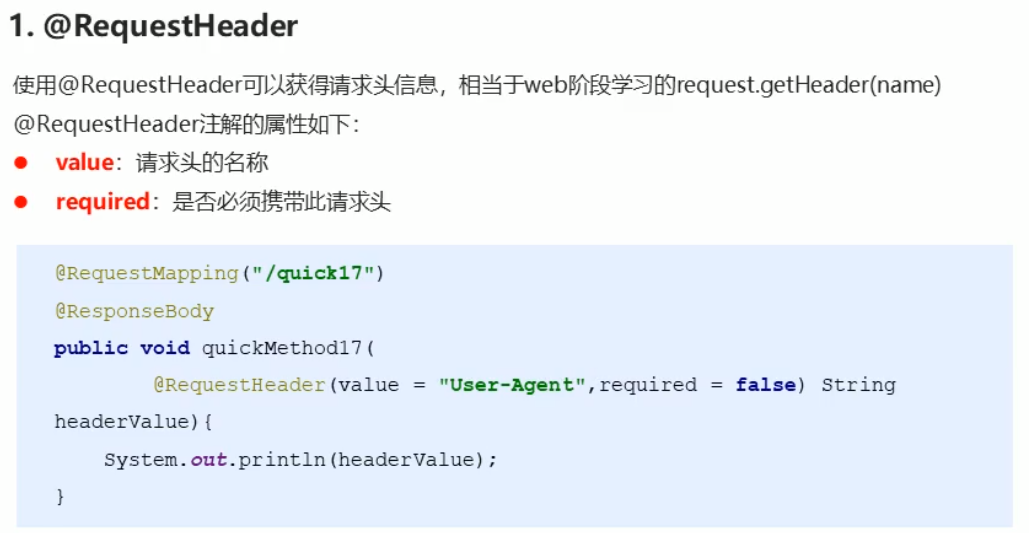 1. @RequestHeader
使用@RequestHeader可以获得请求头信息，相当于web阶段学习的request.getHeader(name)
@RequestHeader注解的属性如下：
● value：请求头的名称
● required：是否必须携带此请求头
@RequestMapping("/quick17")
@ResponseBody
public void quickMethod17(
        @RequestHeader(value = "User-Agent",required = false) String
headerValue){
    System.out.println(headerValue);
}